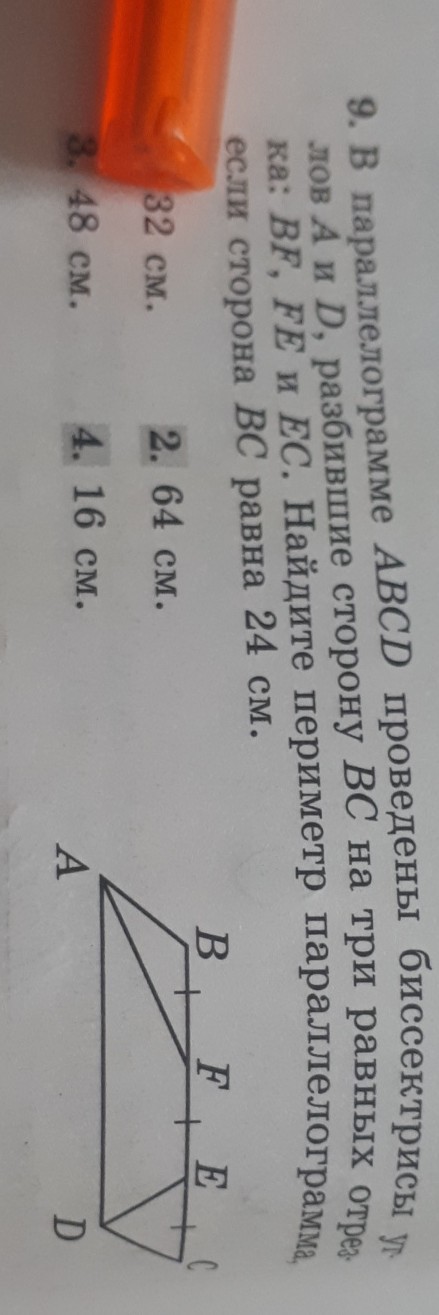 9. В параллелограмме ABCD проведены биссектрисы уг-
лов A и D, разбившие сторону BC на три равных отрез-
ка: BF, FE и EC. Найдите периметр параллелограмма,
если сторона BC равна 24 см.
32 см. 2. 64 см.
3. 48 см. 4. 16 см.
B F E C
A D